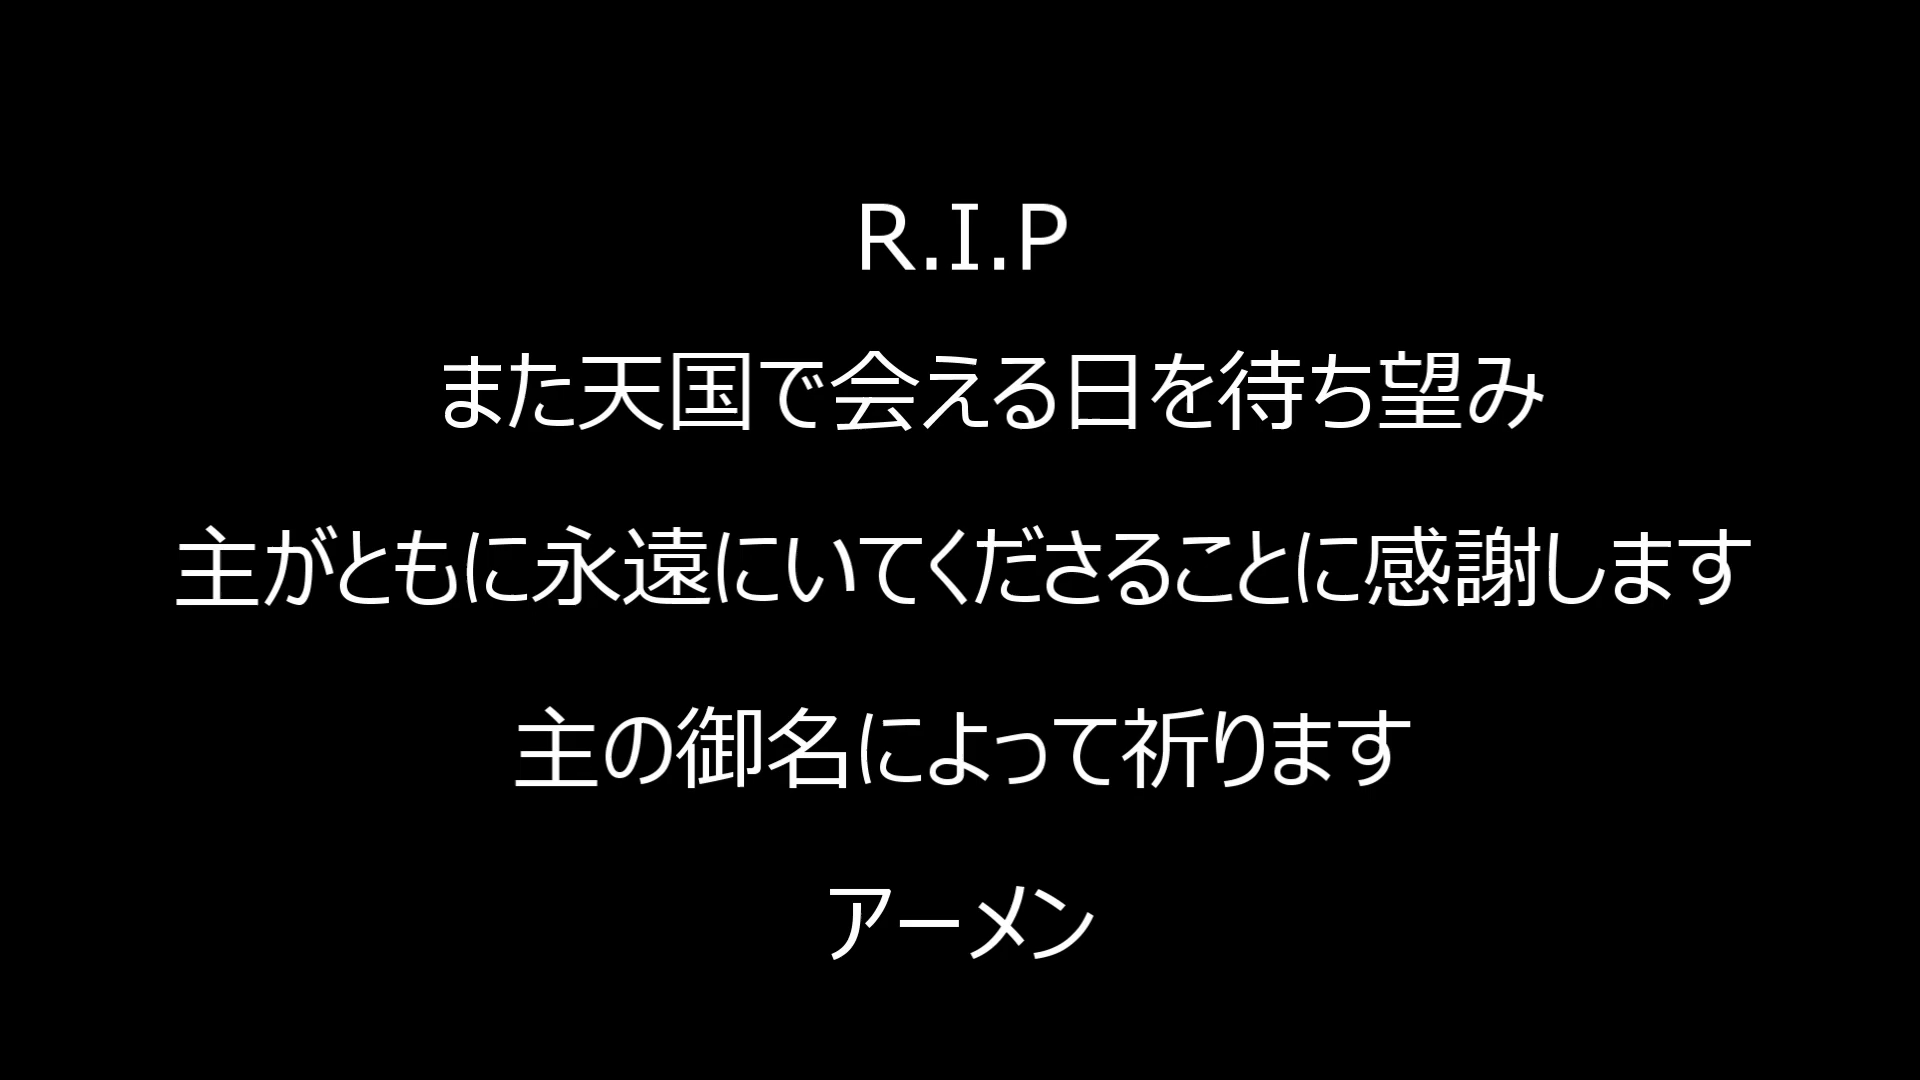 R.I.P
また天国で会える日を待ち望み
主がともに永遠にいてくださることに感謝します
主の御名によって祈ります
アーメン